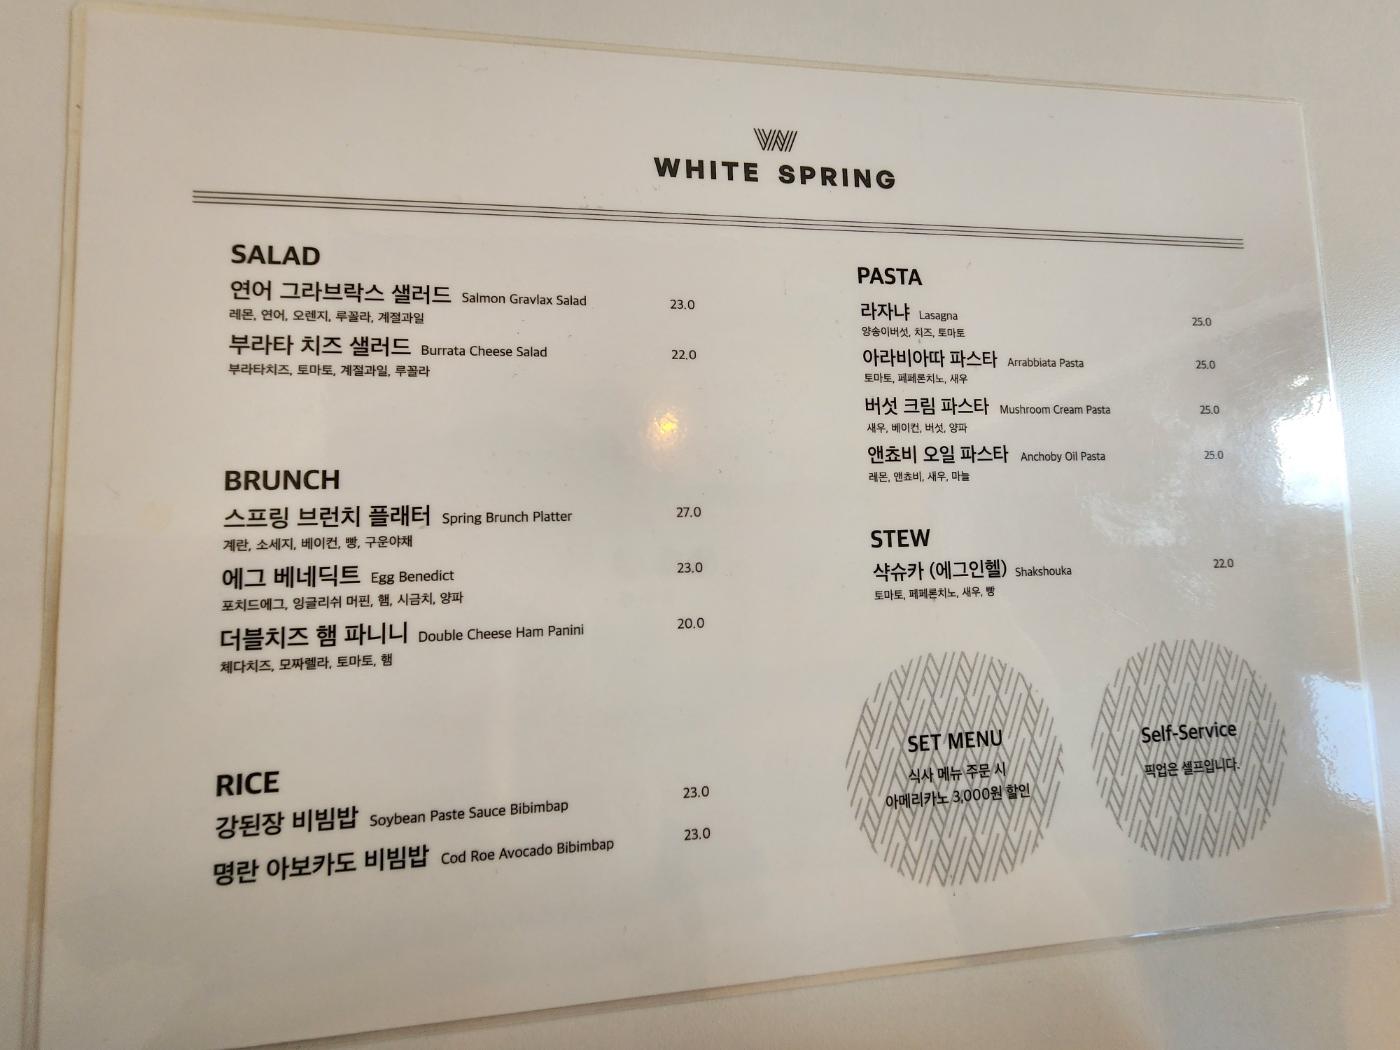 WHITE SPRING
SALAD
연어 그라브락스 샐러드 Salmon Gravlax Salad 23.0
레몬, 연어, 오렌지, 루꼴라, 계절과일
부라타 치즈 샐러드 Burrata Cheese Salad 22.0
부라타치즈, 토마토, 계절과일, 루꼴라
BRUNCH
스프링 브런치 플래터 Spring Brunch Platter 27.0
계란, 소세지, 베이컨, 빵, 구운야채
에그 베네딕트 Egg Benedict 23.0
포치드에그, 잉글리쉬 머핀, 햄, 시금치, 양파
더블치즈 햄 파니니 Double Cheese Ham Panini 20.0
체다치즈, 모짜렐라, 토마토, 햄
RICE
강된장 비빔밥 Soybean Paste Sauce Bibimbap 23.0
명란 아보카도 비빔밥 Cod Roe Avocado Bibimbap 23.0
PASTA
라자냐 Lasagna 25.0
양송이버섯, 치즈, 토마토
아라비아따 파스타 Arrabbiata Pasta 25.0
토마토, 페페론치노, 새우
버섯 크림 파스타 Mushroom Cream Pasta 25.0
새우, 베이컨, 버섯, 양파
앤쵸비 오일 파스타 Anchoby Oil Pasta 25.0
레몬, 앤쵸비, 새우, 마늘
STEW
샥슈카 (에그인헬) Shakshouka 22.0
토마토, 페페론치노, 새우, 빵
SET MENU
식사 메뉴 주문 시
아메리카노 3,000원 할인
Self-Service
픽업은 셀프입니다.